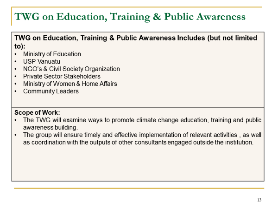 TWG on Education, Training & Public Awareness
TWG on Education, Training & Public Awareness Includes (but not limited
to):
• Ministry of Education
• USP Vanuatu
• NGO's & Civil Society Organization
• Private Sector Stakeholders
• Ministry of Women & Home Affairs
• Community Leaders
Scope of Work:
• The TWG will examine ways to promote climate change education, training and public
awareness building.
• The group will ensure timely and effective implementation of relevant activities , as well
as coordination with the outputs of other consultants engaged outside the institution.